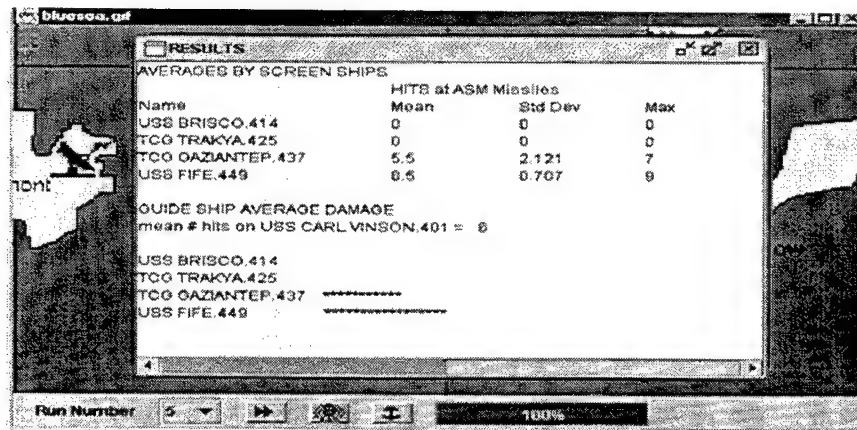 bluesea.gif
RESULTS
AVERAGES BY SCREEN SHIPS
HITS at ASM Missiles
Name Mean Std Dev Max
USS BRISCO.414 0 0 0
TCG TRAKYA.425 0 0 0
TCG GAZIANTEP.437 5.5 2.121 7
USS FIFE.449 8.5 0.707 9
mont
GUIDE SHIP AVERAGE DAMAGE
mean # hits on USS CARL VINSON.401 = 6
USS BRISCO.414
TCG TRAKYA.425
TCG GAZIANTEP.437 ***********
USS FIFE.449 *****************
Run Number 5 100%